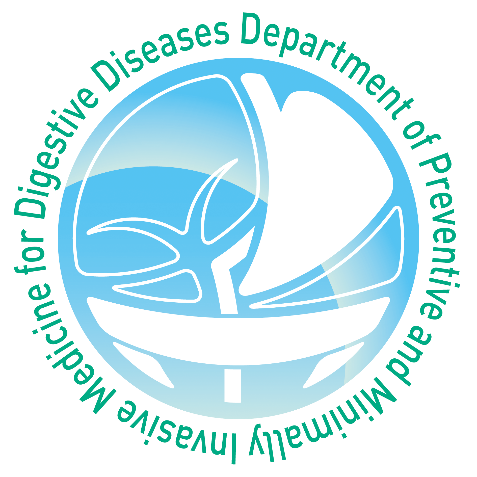 Department of Preventive and Minimally Invasive Medicine for Digestive Diseases